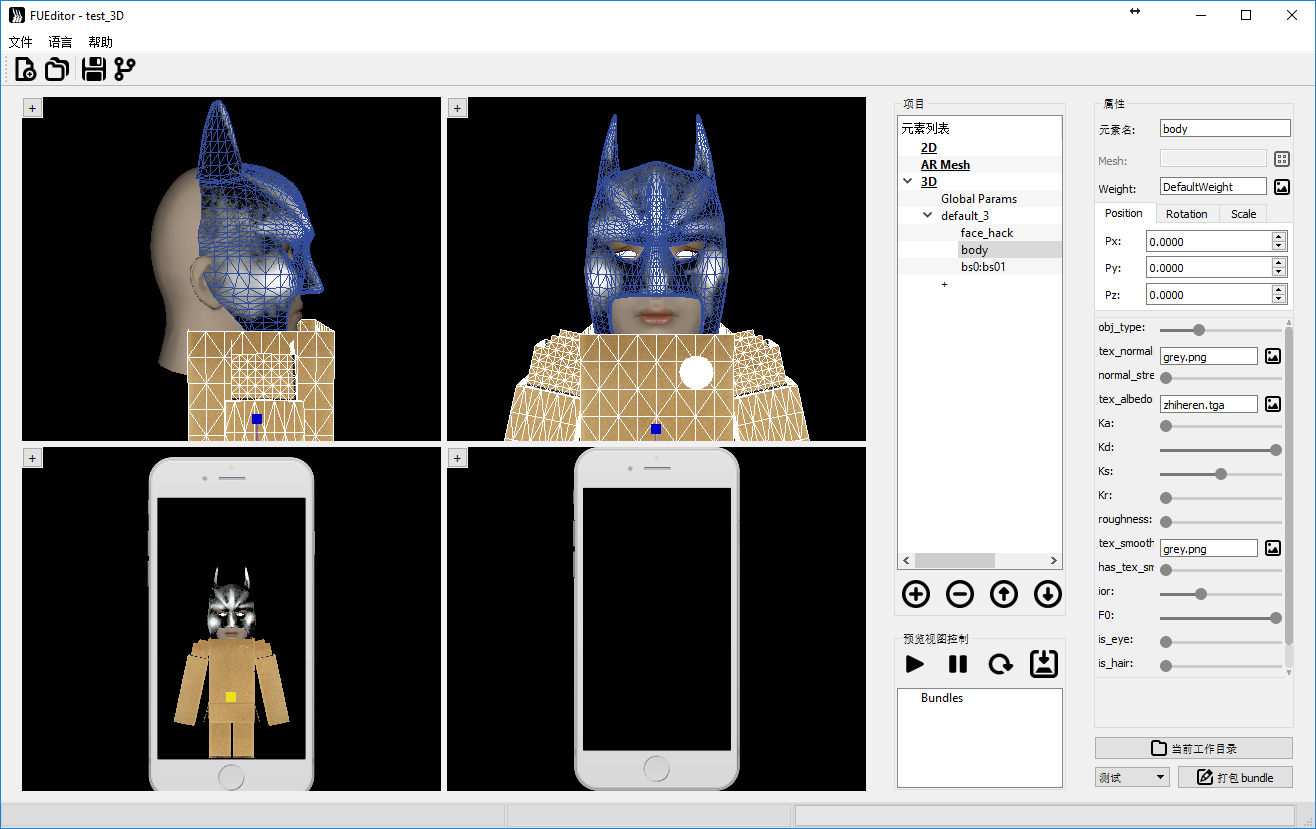 FUEditor - test_3D
文件 语言 帮助
+
+
+
+
项目
元素列表
2D
AR Mesh
3D
Global Params
default_3
face_hack
body
bs0:bs01
+
预览视图控制
Bundles
属性
元素名: body
Mesh:
Weight: DefaultWeight
Position Rotation Scale
Px: 0.0000
Py: 0.0000
Pz: 0.0000
obj_type:
tex_normal grey.png
normal_stre
tex_albedo zhiheren.tga
Ka:
Kd:
Ks:
Kr:
roughness:
tex_smooth grey.png
has_tex_sm
ior:
F0:
is_eye:
is_hair:
当前工作目录
测试 打包 bundle